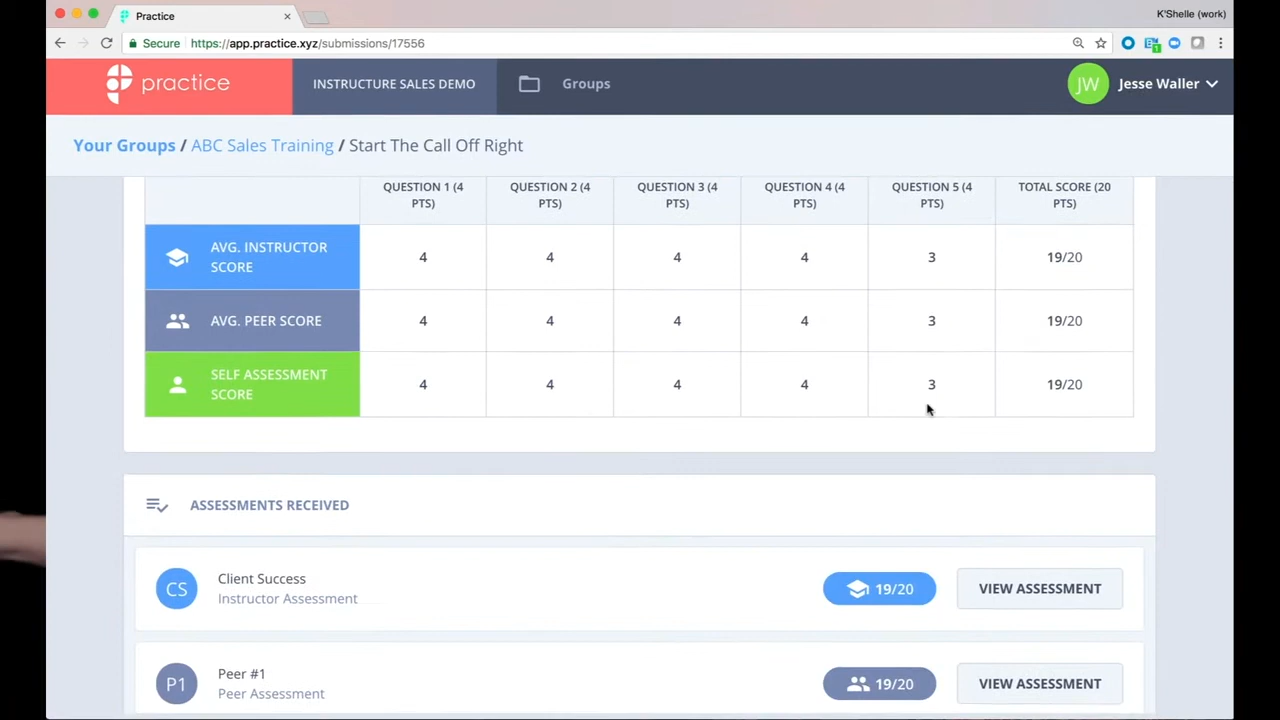 Practice
K'Shelle (work)
Secure https://app.practice.xyz/submissions/17556
1
practice
INSTRUCTURE SALES DEMO
Groups
JW
Jesse Waller
Your Groups / ABC Sales Training / Start The Call Off Right
QUESTION 1 (4
PTS)
QUESTION 2 (4
PTS)
QUESTION 3 (4
PTS)
QUESTION 4 (4
PTS)
QUESTION 5 (4
PTS)
TOTAL SCORE (20
PTS)
AVG. INSTRUCTOR
SCORE
4 4 4 4 3 19/20
AVG. PEER SCORE
4 4 4 4 3 19/20
SELF ASSESSMENT
SCORE
4 4 4 4 3 19/20
ASSESSMENTS RECEIVED
CS
Client Success
Instructor Assessment
19/20
VIEW ASSESSMENT
P1
Peer #1
Peer Assessment
19/20
VIEW ASSESSMENT